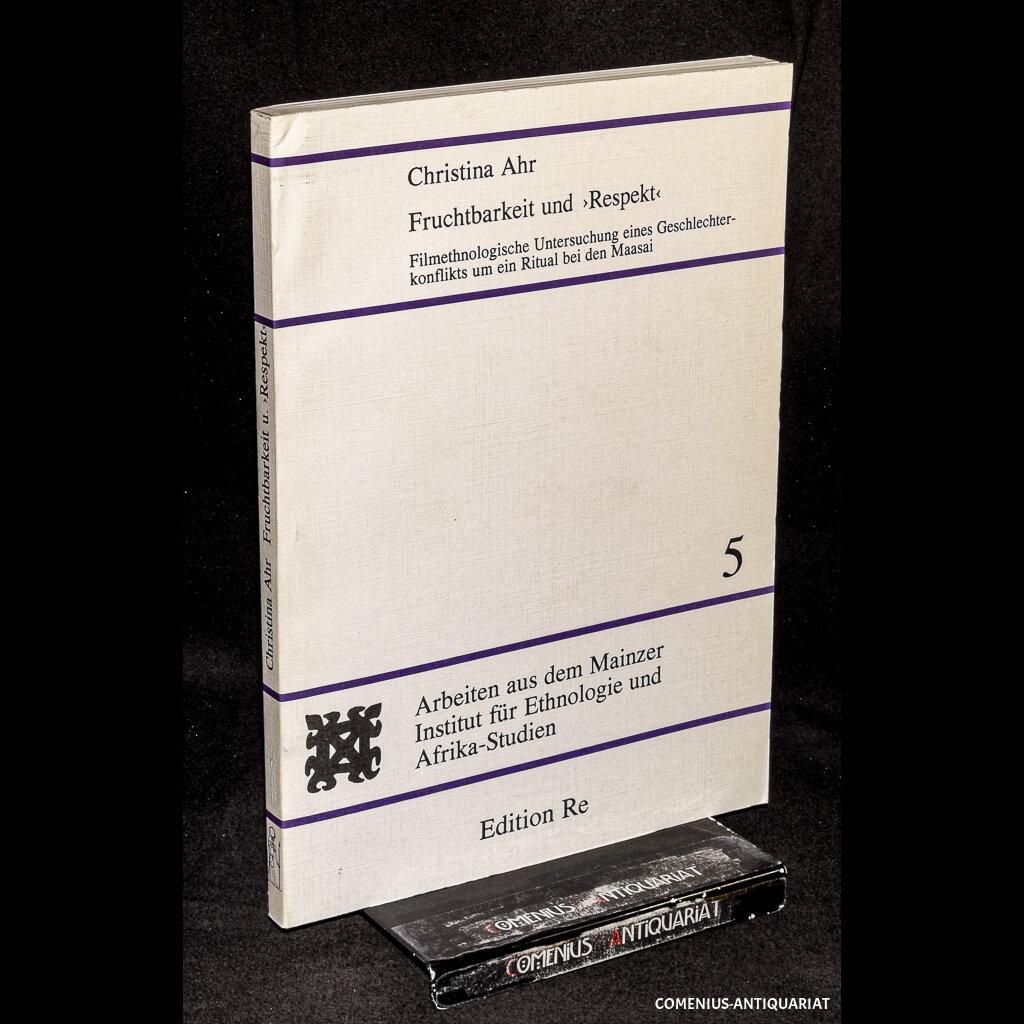 Christina Ahr
Fruchtbarkeit und ›Respekt‹
Filmethnologische Untersuchung eines Geschlechter-
konflikts um ein Ritual bei den Maasai
5
Arbeiten aus dem Mainzer
Institut für Ethnologie und
Afrika-Studien
Edition Re
Christina Ahr Fruchtbarkeit u. ›Respekt‹
COMENiUS ANTiQUARiAT
COMENiUS ANTiQUARiAT
COMENIUS-ANTIQUARIAT